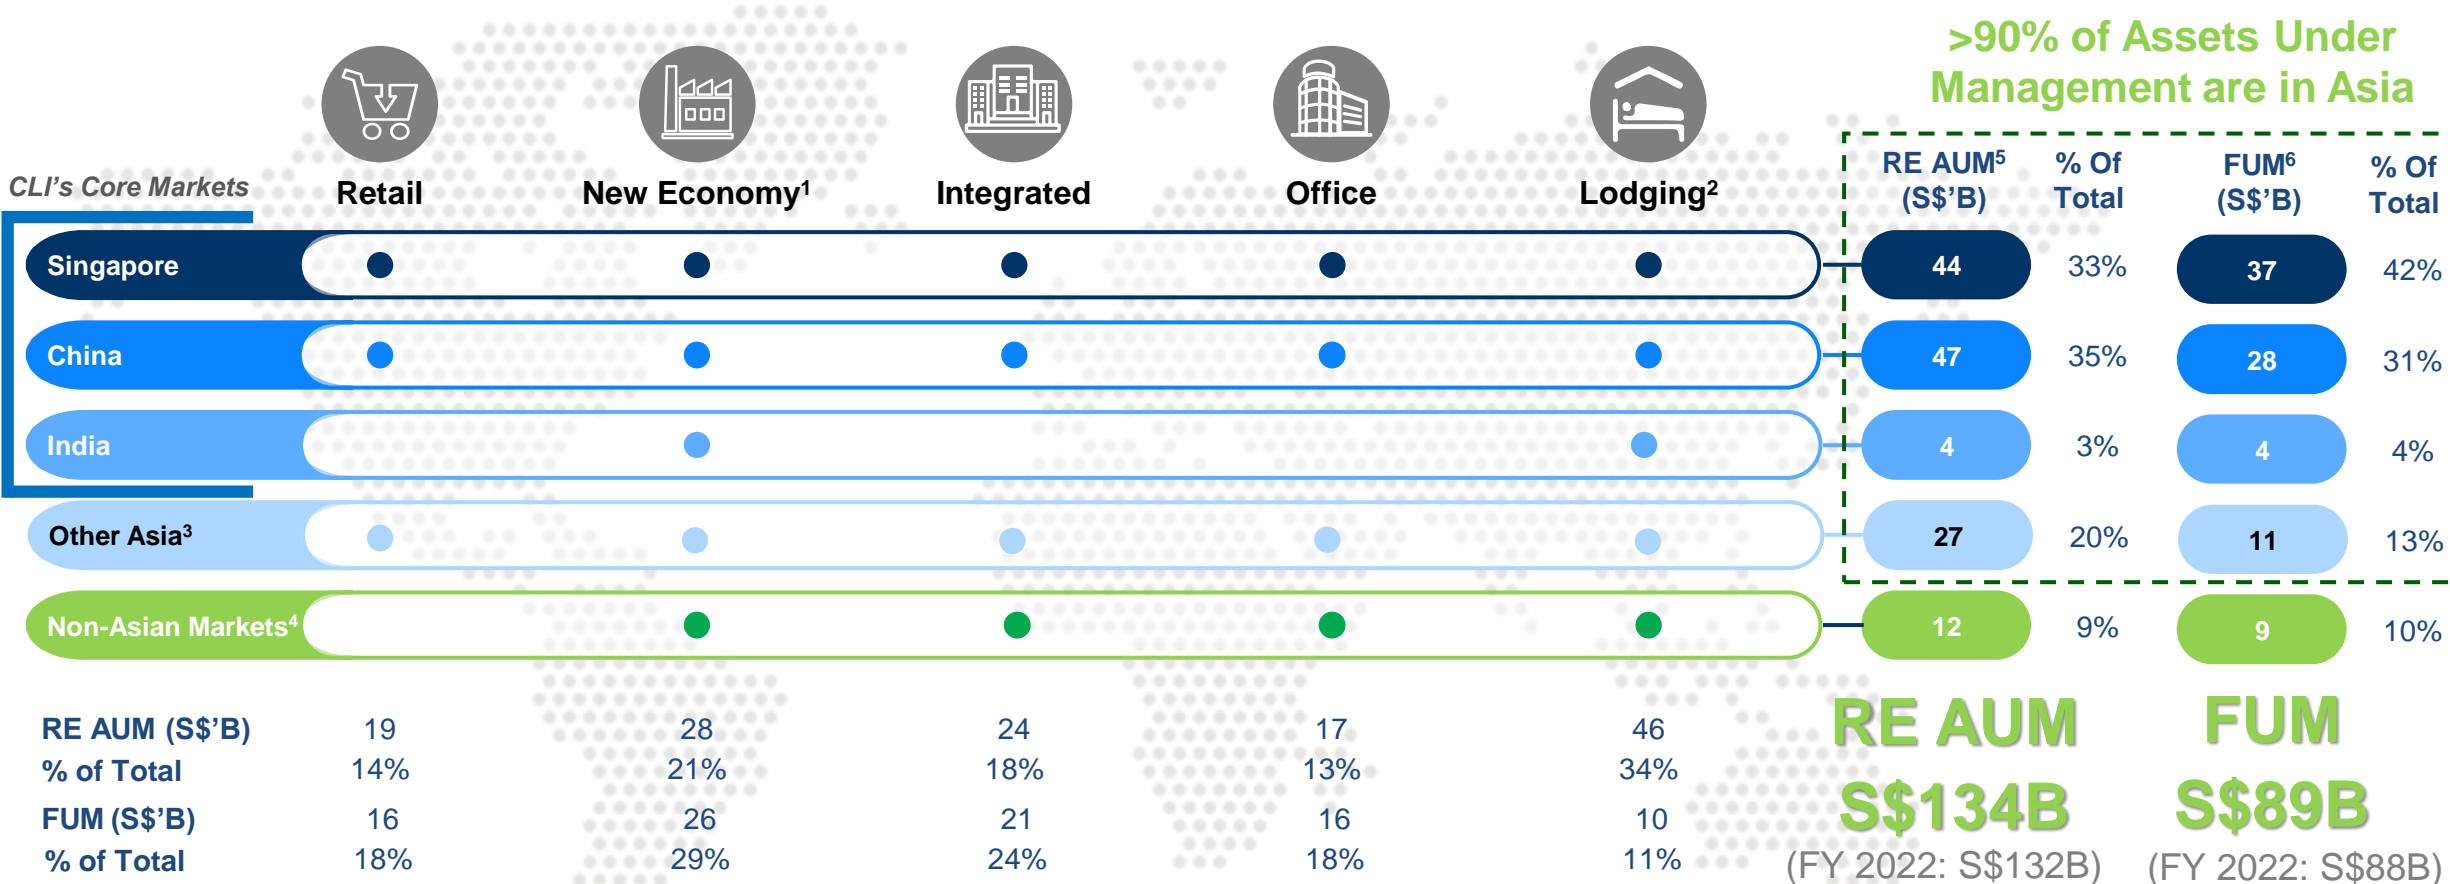 >90% of Assets Under
Management are in Asia
CLI's Core Markets
Retail
New Economy¹
Integrated
Office
Lodging²
RE AUM⁵
(S$'B)
% Of
Total
FUM⁶
(S$'B)
% Of
Total
Singapore 44 33% 37 42%
China 47 35% 28 31%
India 4 3% 4 4%
Other Asia³ 27 20% 11 13%
Non-Asian Markets⁴ 12 9% 9 10%
RE AUM (S$'B) 19 28 24 17 46
% of Total 14% 21% 18% 13% 34%
FUM (S$'B) 16 26 21 16 10
% of Total 18% 29% 24% 18% 11%
RE AUM
S$134B
(FY 2022: S$132B)
FUM
S$89B
(FY 2022: S$88B)